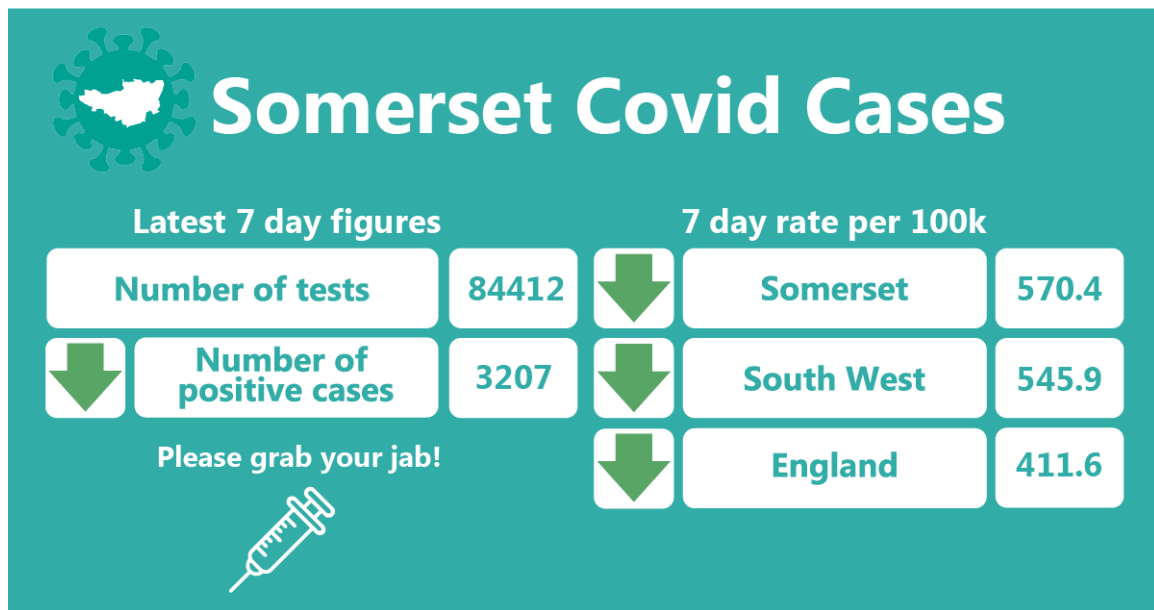 Somerset Covid Cases
Latest 7 day figures
Number of tests 84412
Number of
positive cases 3207
Please grab your jab!
7 day rate per 100k
Somerset 570.4
South West 545.9
England 411.6